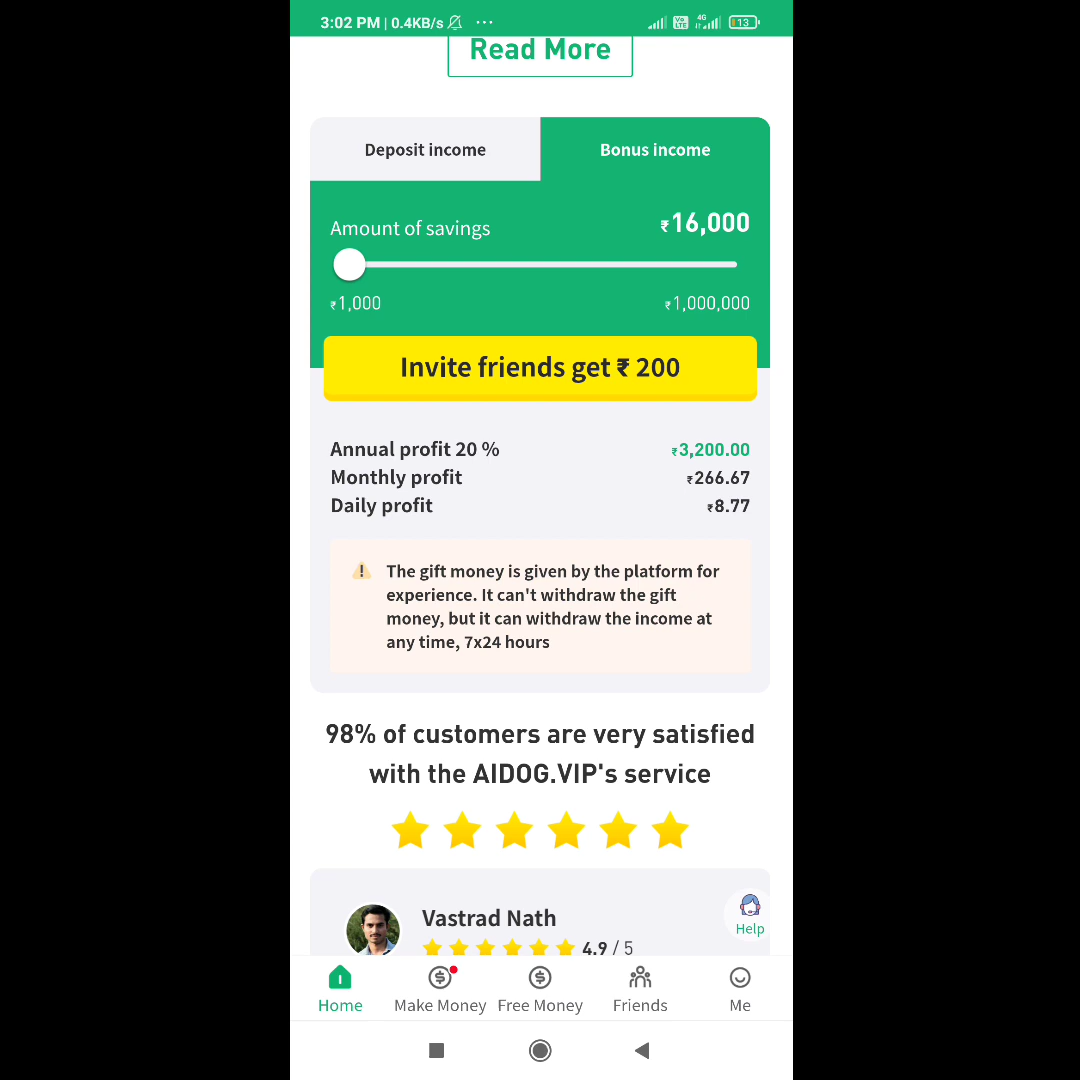 3:02 PM | 0.4KB/s ···
Vo LTE 4G 13
Read More
Deposit income Bonus income
Amount of savings ₹16,000
₹1,000 ₹1,000,000
Invite friends get ₹ 200
Annual profit 20 % ₹3,200.00
Monthly profit ₹266.67
Daily profit ₹8.77
The gift money is given by the platform for
experience. It can't withdraw the gift
money, but it can withdraw the income at
any time, 7x24 hours
98% of customers are very satisfied
with the AIDOG.VIP's service
Vastrad Nath
4.9 / 5
Help
Home Make Money Free Money Friends Me